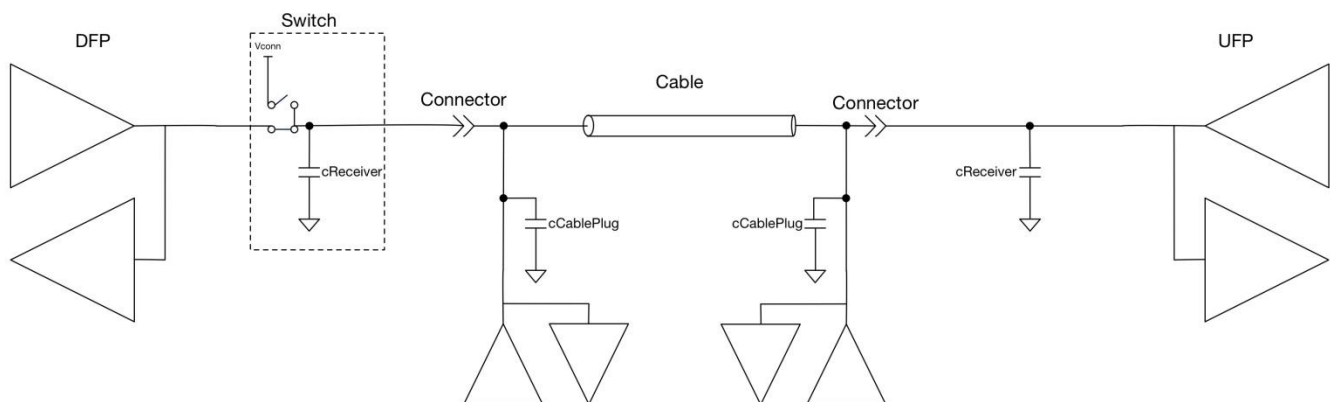 Switch
DFP
UFP
Vconn
Cable
Connector
Connector
cReceiver
cReceiver
cCablePlug
cCablePlug